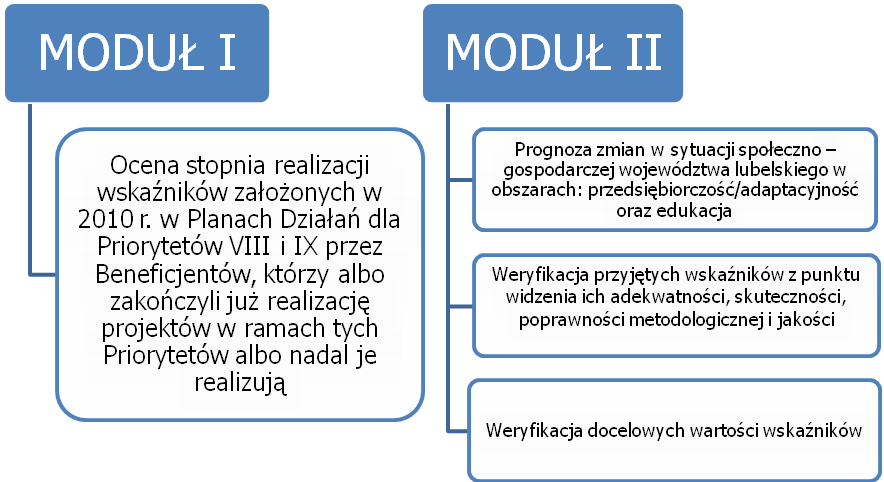 MODUŁ I
Ocena stopnia realizacji
wskaźników założonych w
2010 r. w Planach Działań dla
Priorytetów VIII i IX przez
Beneficjentów, którzy albo
zakończyli już realizację
projektów w ramach tych
Priorytetów albo nadal je
realizują
MODUŁ II
Prognoza zmian w sytuacji społeczno –
gospodarczej województwa lubelskiego w
obszarach: przedsiębiorczość/adaptacyjność
oraz edukacja
Weryfikacja przyjętych wskaźników z punktu
widzenia ich adekwatności, skuteczności,
poprawności metodologicznej i jakości
Weryfikacja docelowych wartości wskaźników